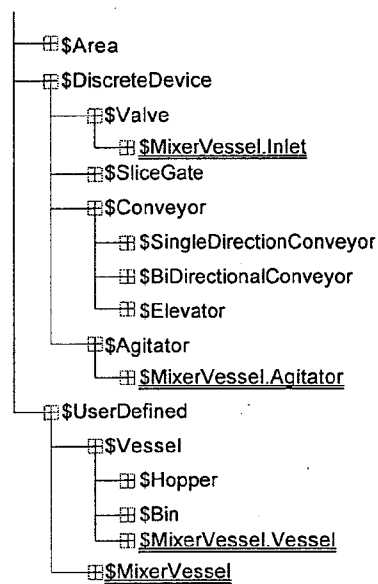 $Area
$DiscreteDevice
$Valve
$MixerVessel.Inlet
$SliceGate
$Conveyor
$SingleDirectionConveyor
$BiDirectionalConveyor
$Elevator
$Agitator
$MixerVessel.Agitator
$UserDefined
$Vessel
$Hopper
$Bin
$MixerVessel.Vessel
$MixerVessel